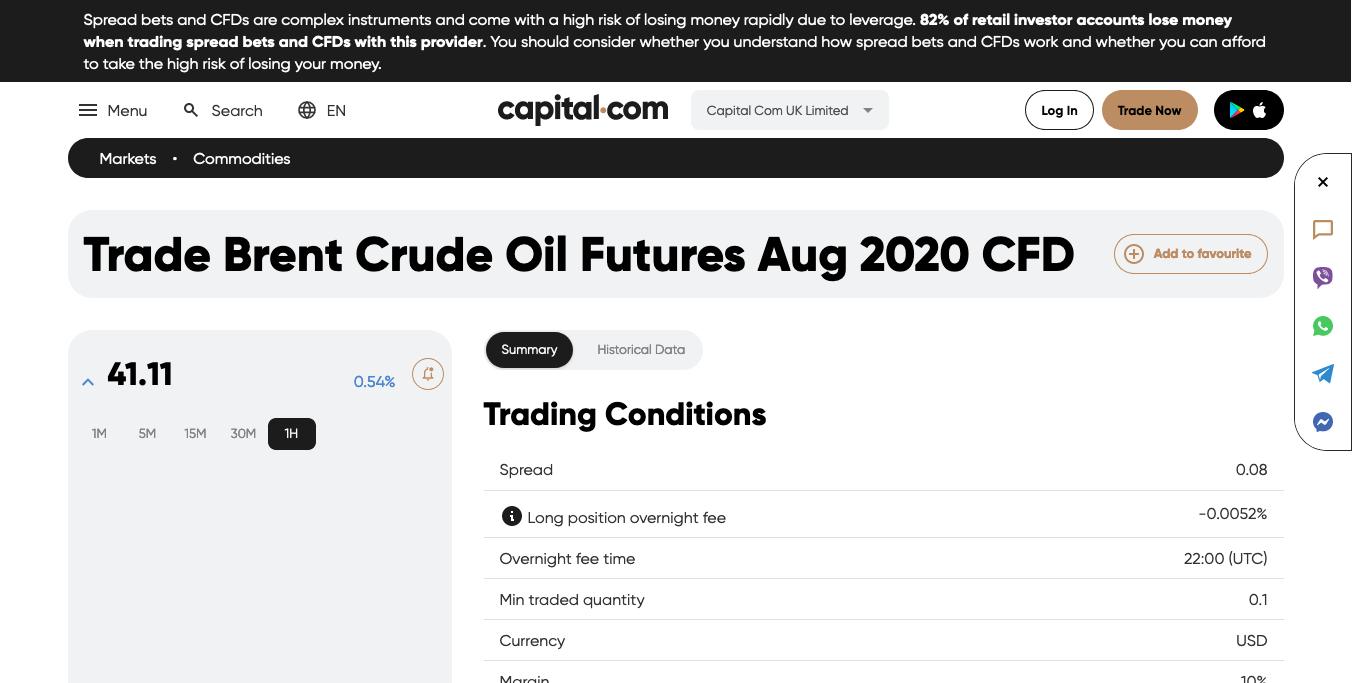 Spread bets and CFDs are complex instruments and come with a high risk of losing money rapidly due to leverage. 82% of retail investor accounts lose money
when trading spread bets and CFDs with this provider. You should consider whether you understand how spread bets and CFDs work and whether you can afford
to take the high risk of losing your money.
Menu Search EN capital.com Capital Com UK Limited Log In Trade Now
Markets • Commodities
Trade Brent Crude Oil Futures Aug 2020 CFD Add to favourite
41.11 0.54%
1M 5M 15M 30M 1H
Summary Historical Data
Trading Conditions
Spread 0.08
Long position overnight fee -0.0052%
Overnight fee time 22:00 (UTC)
Min traded quantity 0.1
Currency USD
Margin 10%